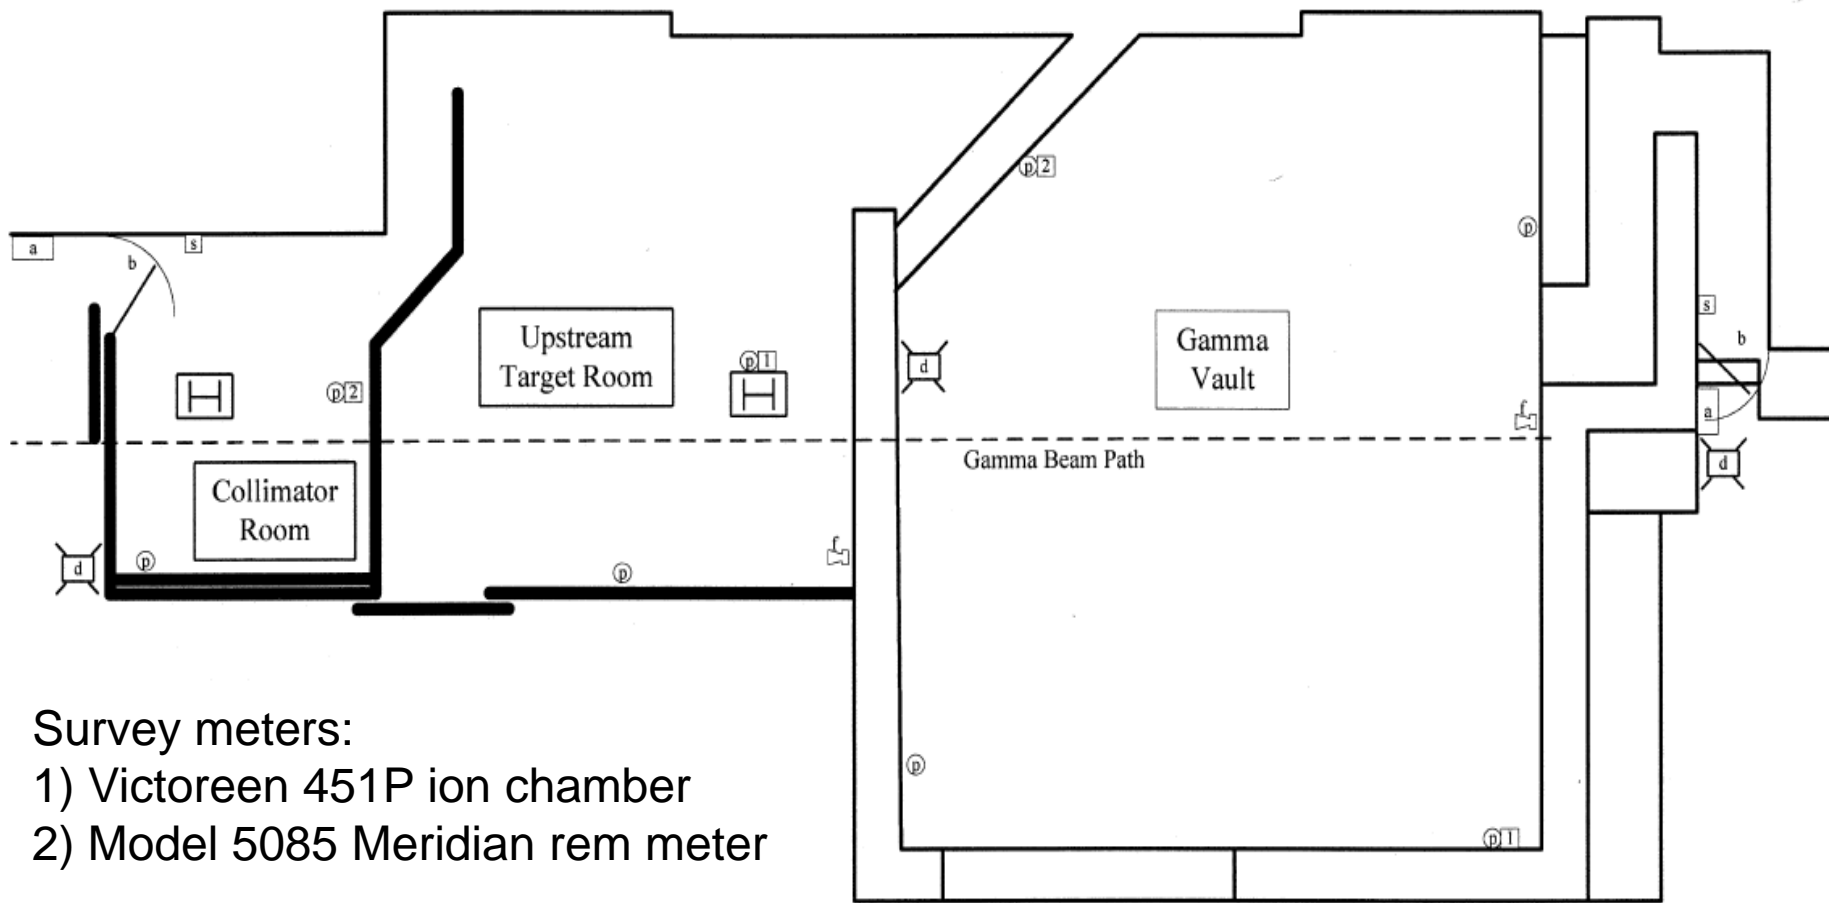 p 2
p
a
s
b
s
Upstream
Target Room
Gamma
Vault
b
p 1
d
H
p 2
H
f
a
Gamma Beam Path
d
Collimator
Room
f
p
d
p
Survey meters:
1) Victoreen 451P ion chamber
2) Model 5085 Meridian rem meter
p
p 1